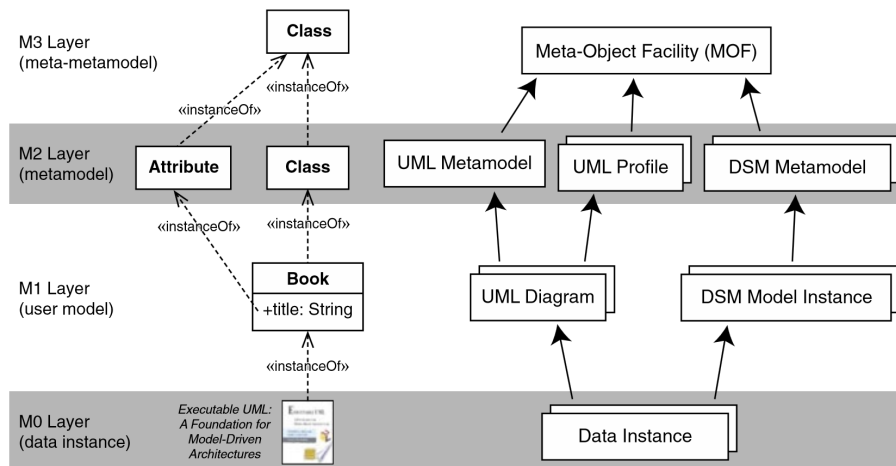 M3 Layer
(meta-metamodel)
Class
Meta-Object Facility (MOF)
«instanceOf»
«instanceOf»
M2 Layer
(metamodel)
Attribute
Class
UML Metamodel
UML Profile
DSM Metamodel
«instanceOf»
«instanceOf»
M1 Layer
(user model)
Book
+title: String
UML Diagram
DSM Model Instance
«instanceOf»
M0 Layer
(data instance)
Executable UML:
A Foundation for
Model-Driven
Architectures
Data Instance